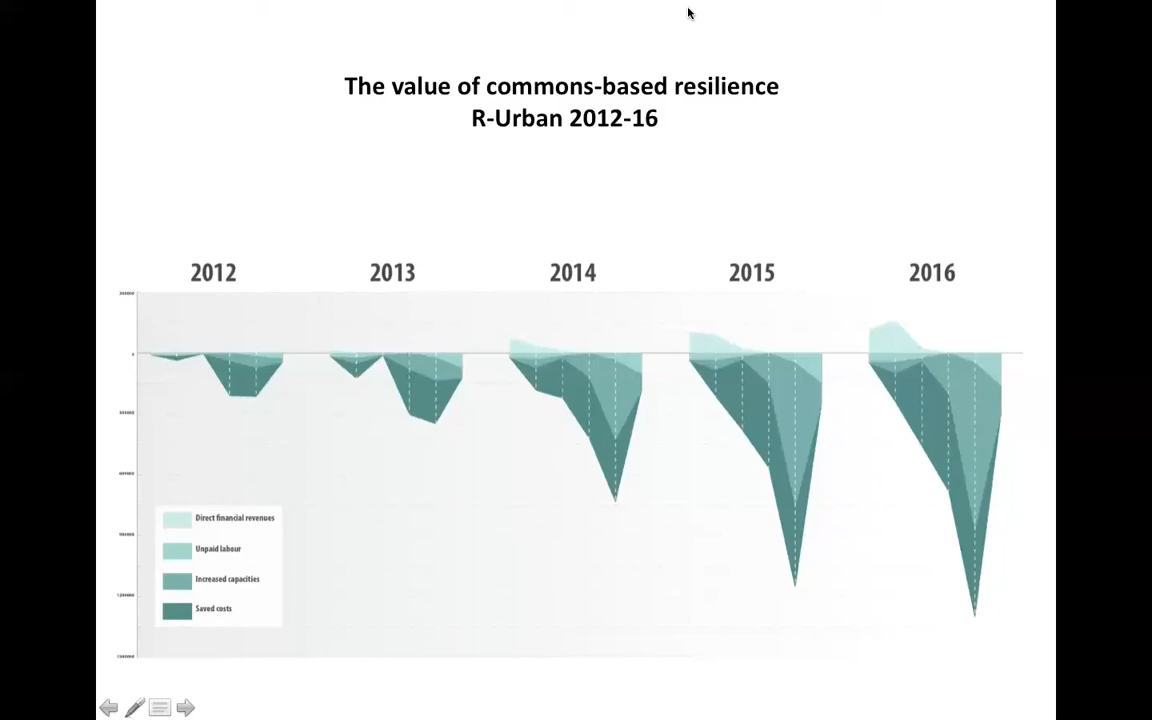 The value of commons-based resilience
R-Urban 2012-16
2012
2013
2014
2015
2016
Direct financial revenues
Unpaid labour
Increased capacities
Saved costs